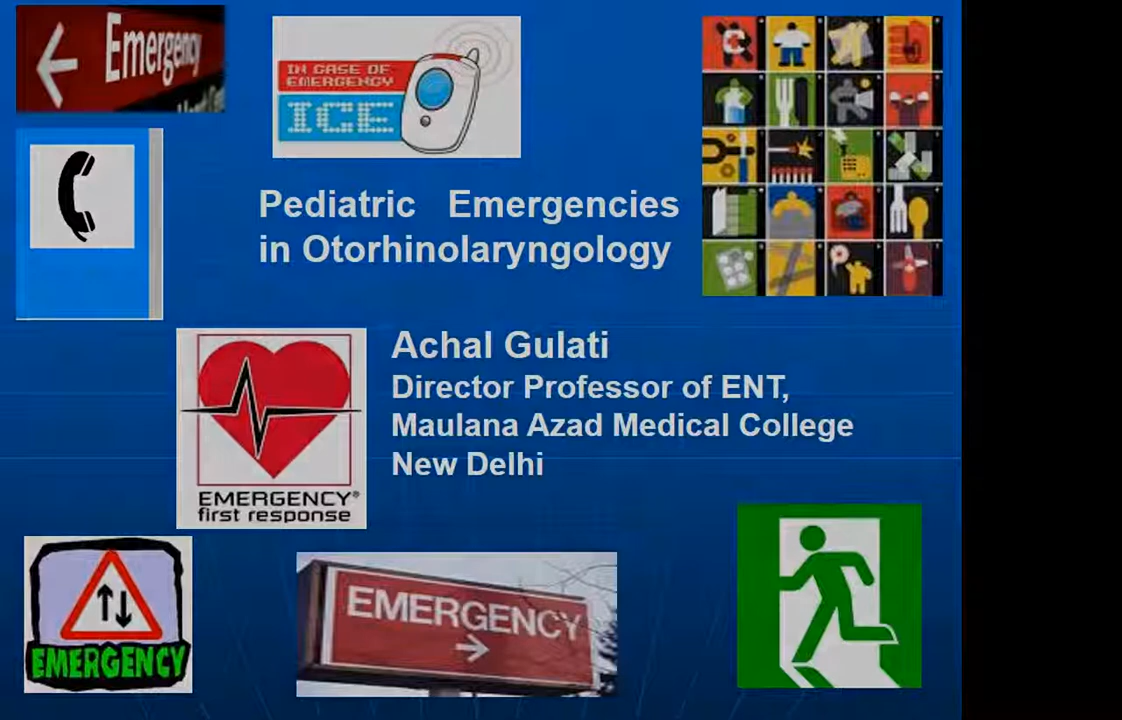 Emergency
IN CASE OF
EMERGENCY
ICE
Pediatric Emergencies
in Otorhinolaryngology
Achal Gulati
Director Professor of ENT,
Maulana Azad Medical College
New Delhi
EMERGENCY®
first response
EMERGENCY
EMERGENCY